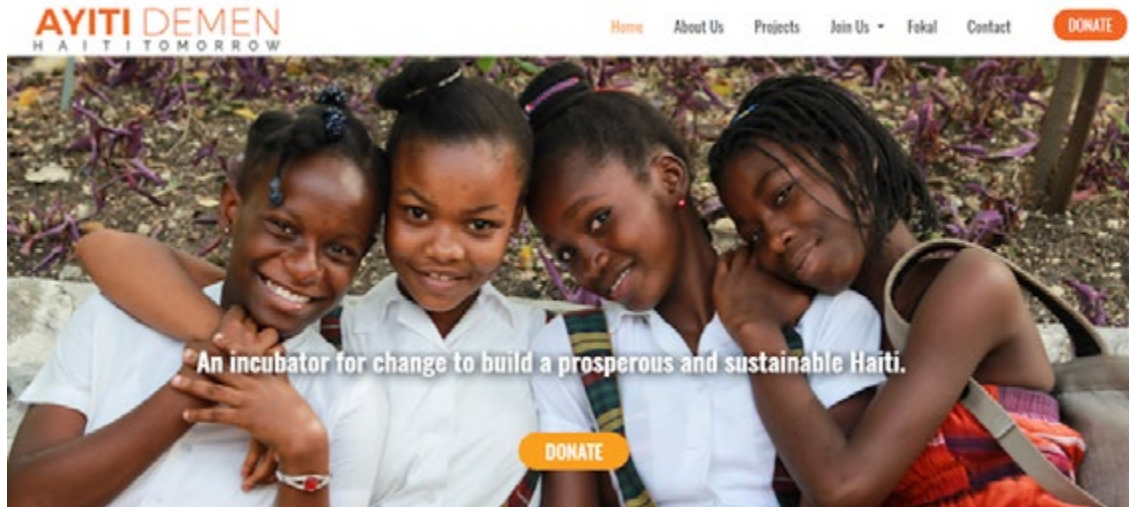 AYITI DEMEN
HAITITOMORROW
Home About Us Projects Join Us Fokal Contact DONATE
An incubator for change to build a prosperous and sustainable Haiti.
DONATE